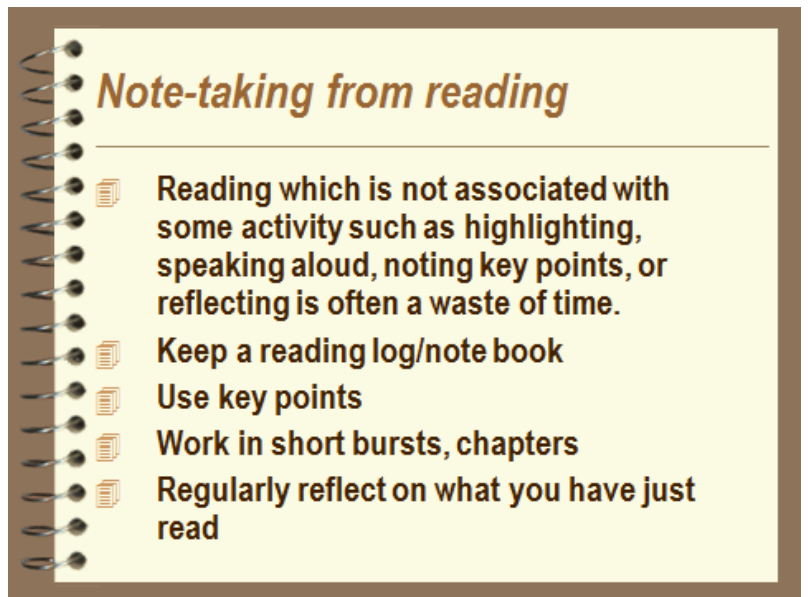 Note-taking from reading
Reading which is not associated with
some activity such as highlighting,
speaking aloud, noting key points, or
reflecting is often a waste of time.
Keep a reading log/note book
Use key points
Work in short bursts, chapters
Regularly reflect on what you have just
read